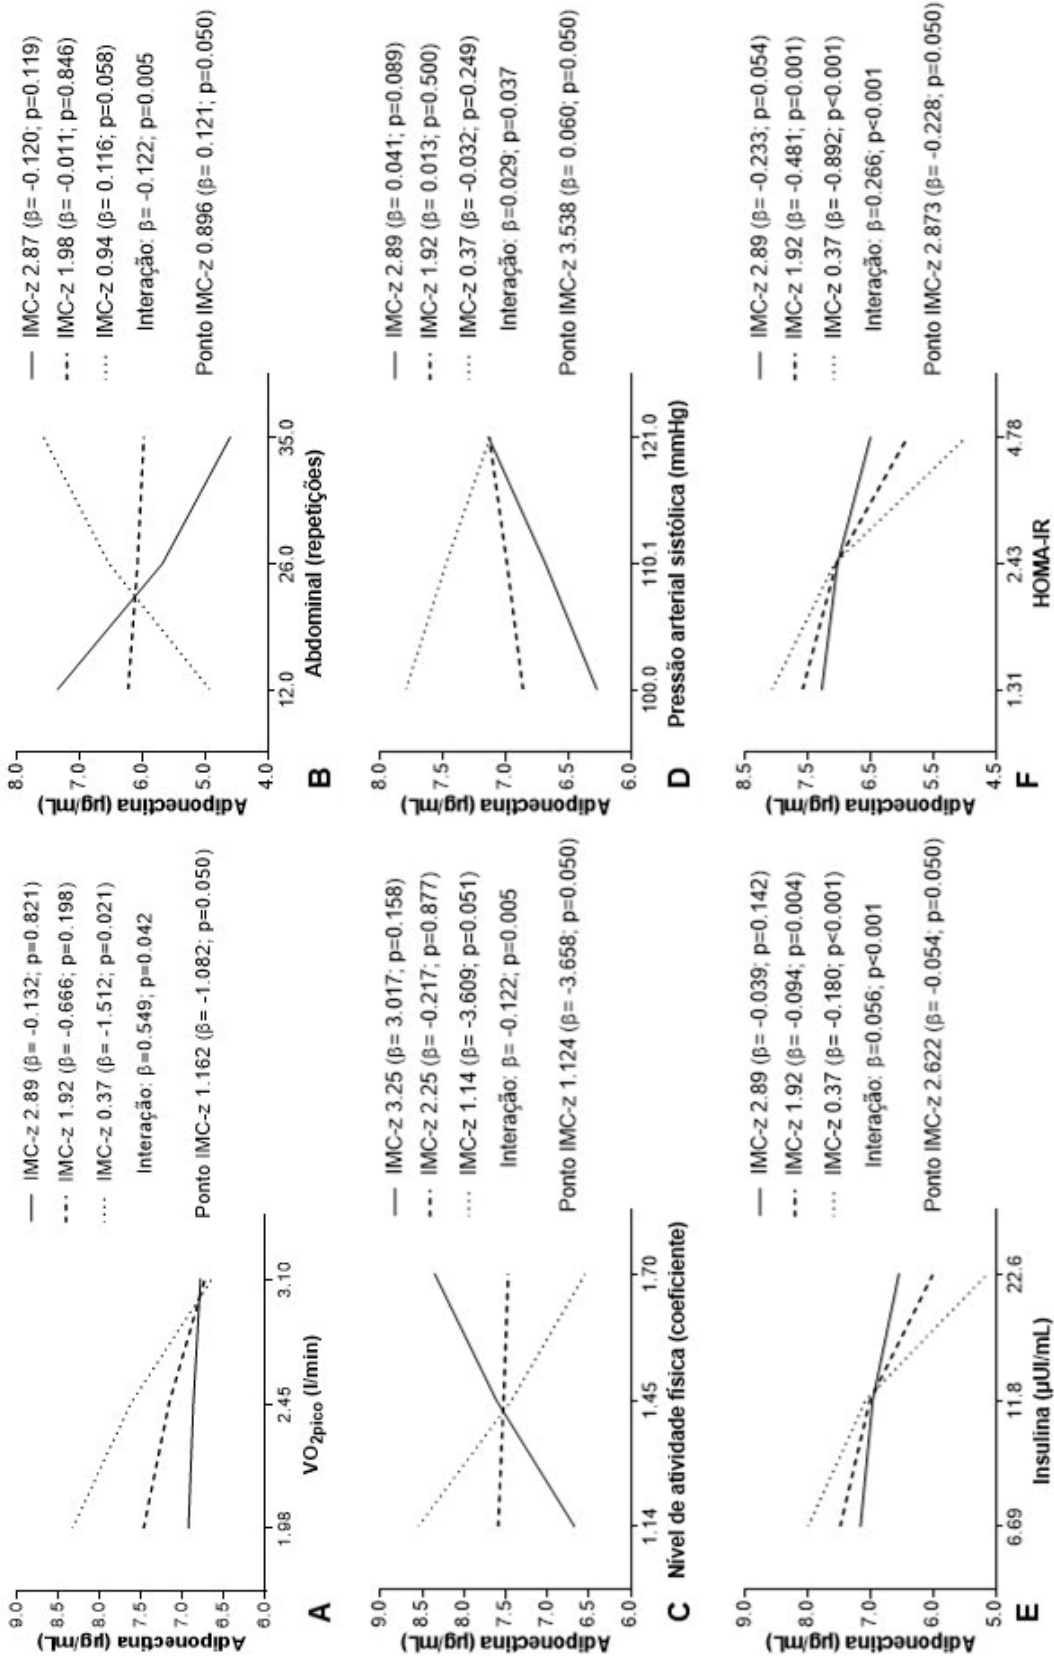 9.0
8.5
8.0
7.5
7.0
6.5
6.0
Adiponectina (µg/mL)
1.98
2.45
3.10
VO2pico (l/min)
A
IMC-z 2.89 (β= -0.132; p=0.821)
IMC-z 1.92 (β= -0.666; p=0.198)
IMC-z 0.37 (β= -1.512; p=0.021)
Interação: β=0.549; p=0.042
Ponto IMC-z 1.162 (β= -1.082; p=0.050)
8.0
7.0
6.0
5.0
4.0
Adiponectina (µg/mL)
12.0
26.0
35.0
Abdominal (repetições)
B
IMC-z 2.87 (β= -0.120; p=0.119)
IMC-z 1.98 (β= -0.011; p=0.846)
IMC-z 0.94 (β= 0.116; p=0.058)
Interação: β= -0.122; p=0.005
Ponto IMC-z 0.896 (β= 0.121; p=0.050)
9.0
8.5
8.0
7.5
7.0
6.5
6.0
Adiponectina (µg/mL)
1.14
1.45
1.70
Nível de atividade física (coeficiente)
C
IMC-z 3.25 (β= 3.017; p=0.158)
IMC-z 2.25 (β= -0.217; p=0.877)
IMC-z 1.14 (β= -3.609; p=0.051)
Interação: β= -0.122; p=0.005
Ponto IMC-z 1.124 (β= -3.658; p=0.050)
8.0
7.5
7.0
6.5
6.0
Adiponectina (µg/mL)
100.0
110.1
121.0
Pressão arterial sistólica (mmHg)
D
IMC-z 2.89 (β= 0.041; p=0.089)
IMC-z 1.92 (β= 0.013; p=0.500)
IMC-z 0.37 (β= -0.032; p=0.249)
Interação: β=0.029; p=0.037
Ponto IMC-z 3.538 (β= 0.060; p=0.050)
9.0
8.0
7.0
6.0
5.0
Adiponectina (µg/mL)
6.69
11.8
22.6
Insulina (µUI/mL)
E
IMC-z 2.89 (β= -0.039; p=0.142)
IMC-z 1.92 (β= -0.094; p=0.004)
IMC-z 0.37 (β= -0.180; p<0.001)
Interação: β=0.056; p<0.001
Ponto IMC-z 2.622 (β= -0.054; p=0.050)
8.5
7.5
6.5
5.5
4.5
Adiponectina (µg/mL)
1.31
2.43
4.78
HOMA-IR
F
IMC-z 2.89 (β= -0.233; p=0.054)
IMC-z 1.92 (β= -0.481; p=0.001)
IMC-z 0.37 (β= -0.892; p<0.001)
Interação: β=0.266; p<0.001
Ponto IMC-z 2.873 (β= -0.228; p=0.050)